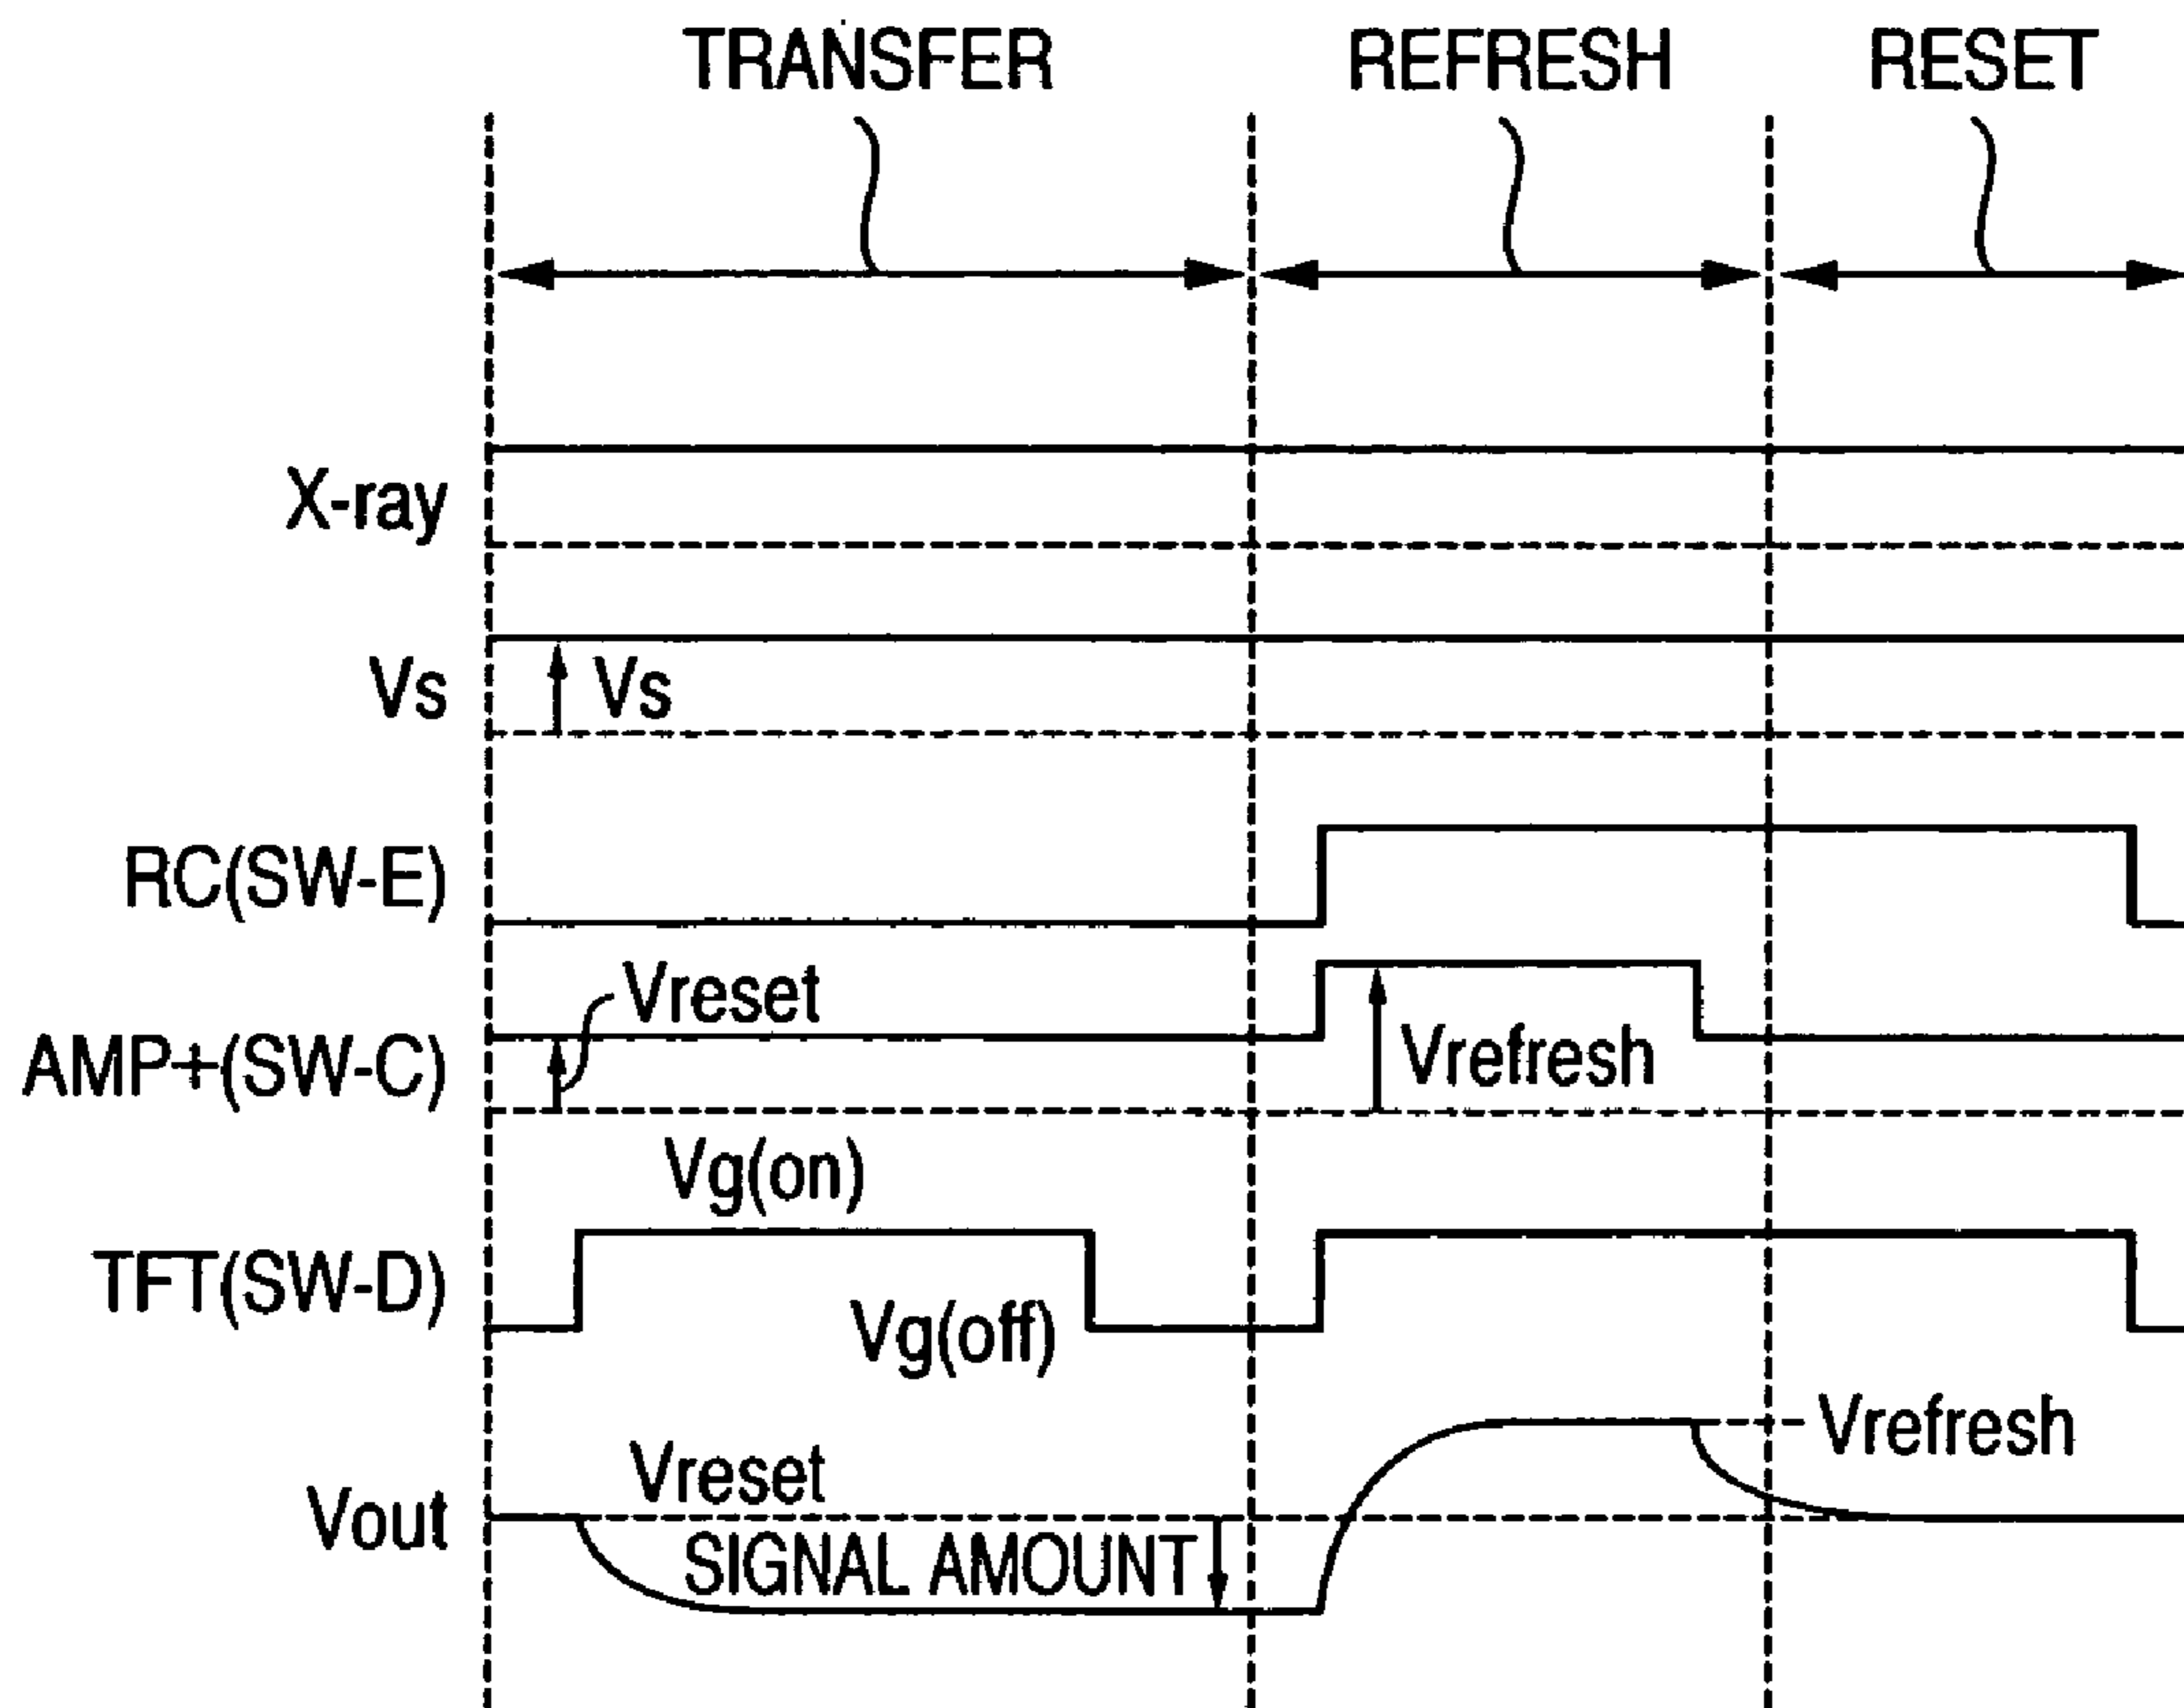 TRANSFER REFRESH RESET
X-ray
Vs Vs
RC(SW-E)
Vreset
AMP+(SW-C) Vrefresh
Vg(on)
TFT(SW-D)
Vg(off)
Vrefresh
Vreset
Vout
SIGNAL AMOUNT